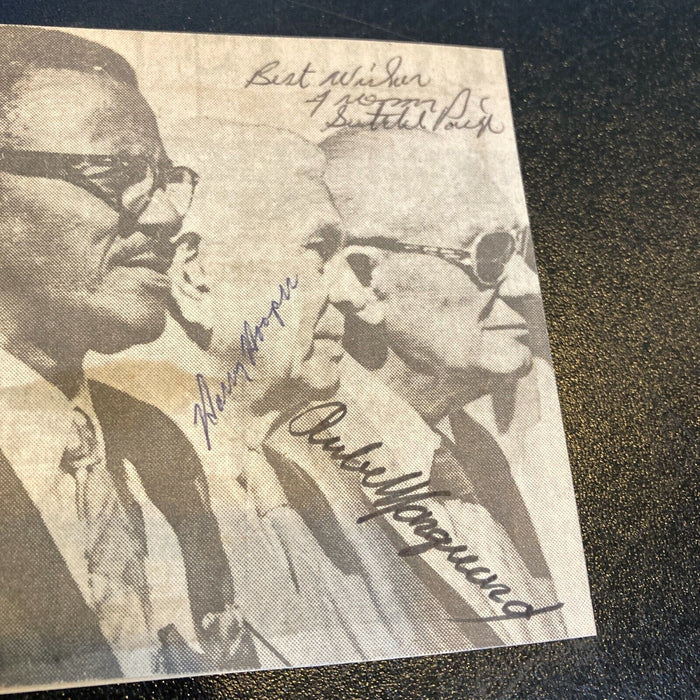 Best Wishes
From
Satchel Paige
Harry Hooper
Rube Marquard